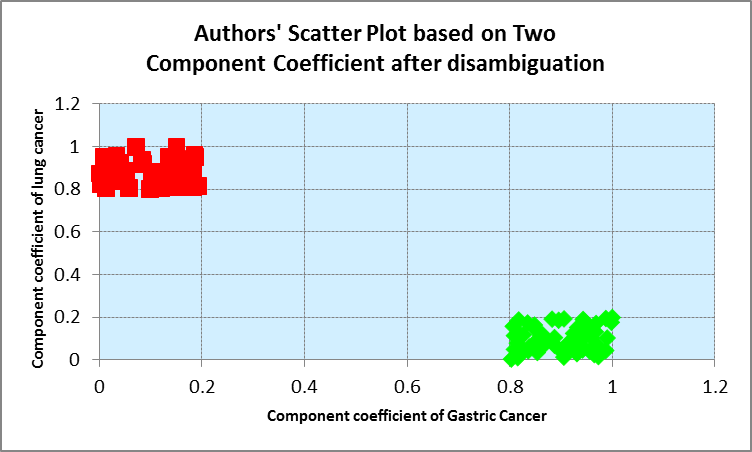 Authors' Scatter Plot based on Two
Component Coefficient after disambiguation
Component coefficient of lung cancer
1.2
1
0.8
0.6
0.4
0.2
0
0 0.2 0.4 0.6 0.8 1 1.2
Component coefficient of Gastric Cancer